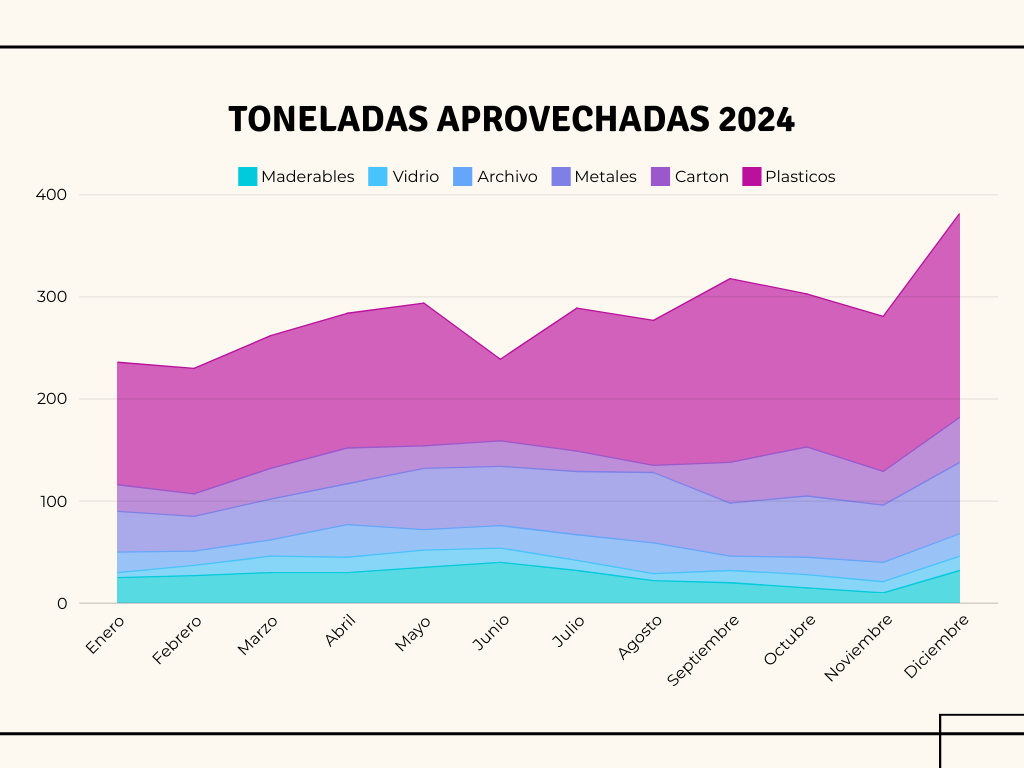 TONELADAS APROVECHADAS 2024
Maderables Vidrio Archivo Metales Carton Plasticos
400
300
200
100
0
Enero Febrero Marzo Abril Mayo Junio Julio Agosto Septiembre Octubre Noviembre Diciembre